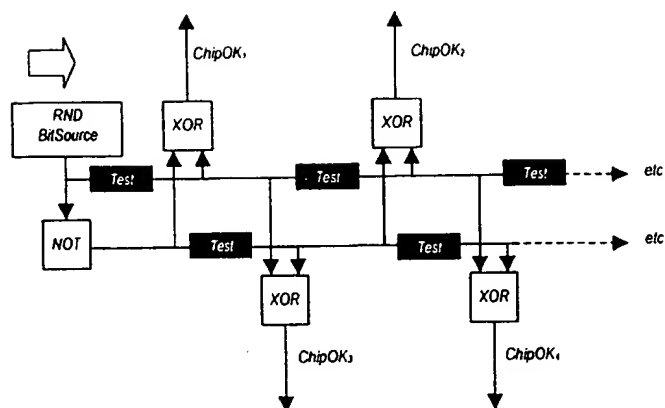 ChipOK₁
ChipOK₂
RND
BitSource
XOR
XOR
Test
Test
Test
etc
NOT
Test
Test
etc
XOR
XOR
ChipOK₃
ChipOK₄